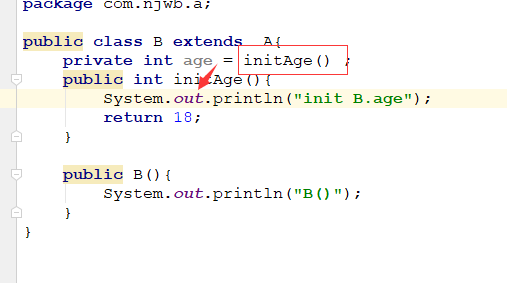 package com.njwb.a;
public class B extends  A{
private int age = initAge() ;
public int initAge(){
System.out.println("init B.age");
return 18;
}
public B(){
System.out.println("B()");
}
}